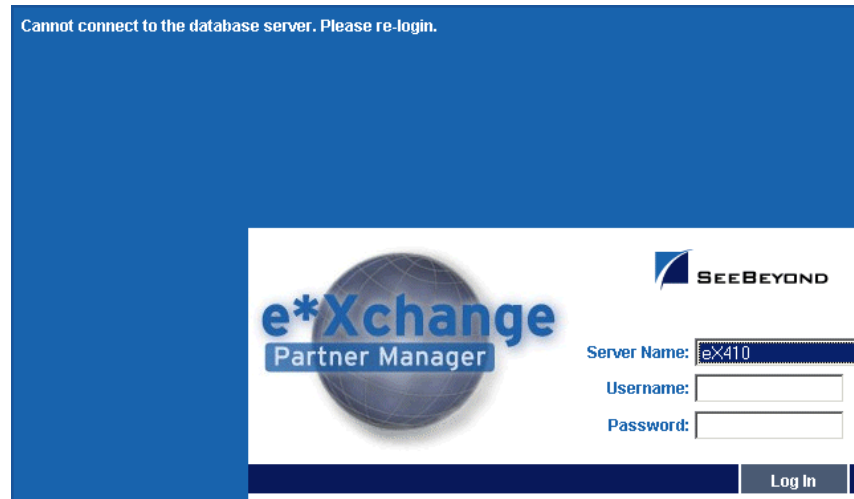 Cannot connect to the database server. Please re-login.
SEEBEYOND
e*Xchange
Partner Manager
Server Name: eX410
Username:
Password:
Log In